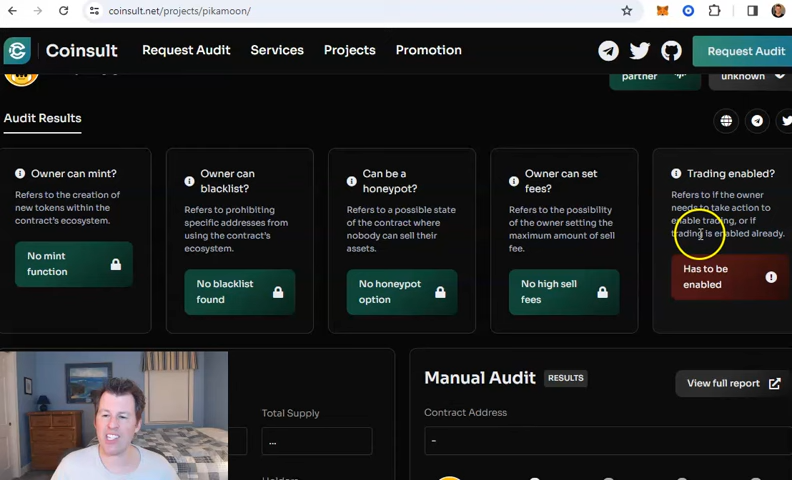 coinsult.net/projects/pikamoon/
Coinsult
Request Audit
Services
Projects
Promotion
Request Audit
partner
unknown
Audit Results
Owner can mint?
Refers to the creation of
new tokens within the
contract's ecosystem.
No mint
function
Owner can
blacklist?
Refers to prohibiting
specific addresses from
using the contract's
ecosystem.
No blacklist
found
Can be a
honeypot?
Refers to a possible state
of the contract where
nobody can sell their
assets.
No honeypot
option
Owner can set
fees?
Refers to the possibility
of the owner setting the
maximum amount of sell
fee.
No high sell
fees
Trading enabled?
Refers to if the owner
needs to take action to
enable trading, or if
trading is enabled already.
Has to be
enabled
Total Supply
...
Manual Audit
RESULTS
View full report
Contract Address
-